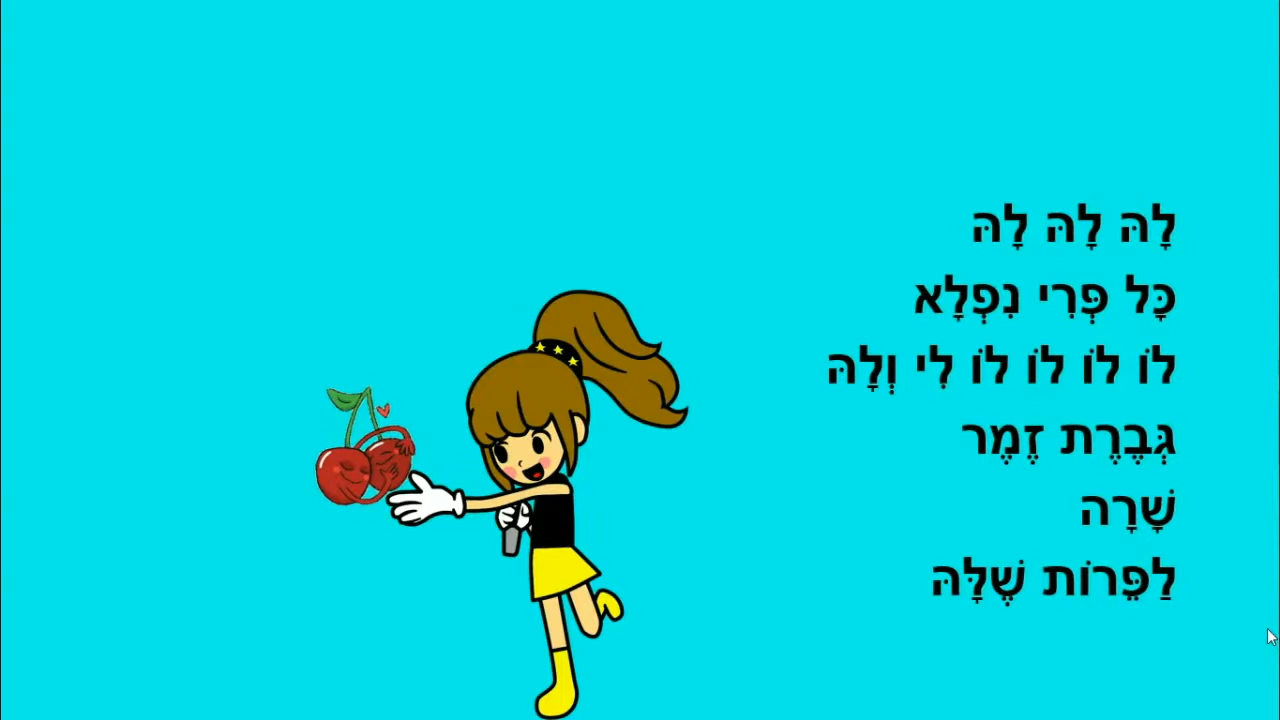 לָהּ לָהּ לָהּ
כָּל פְּרִי נִפְלָא
לוֹ לוֹ לוֹ לוֹ לִי וְלָהּ
גְּבֶרֶת זֶמֶר
שָׁרָה
לַפֵּרוֹת שֶׁלָּהּ